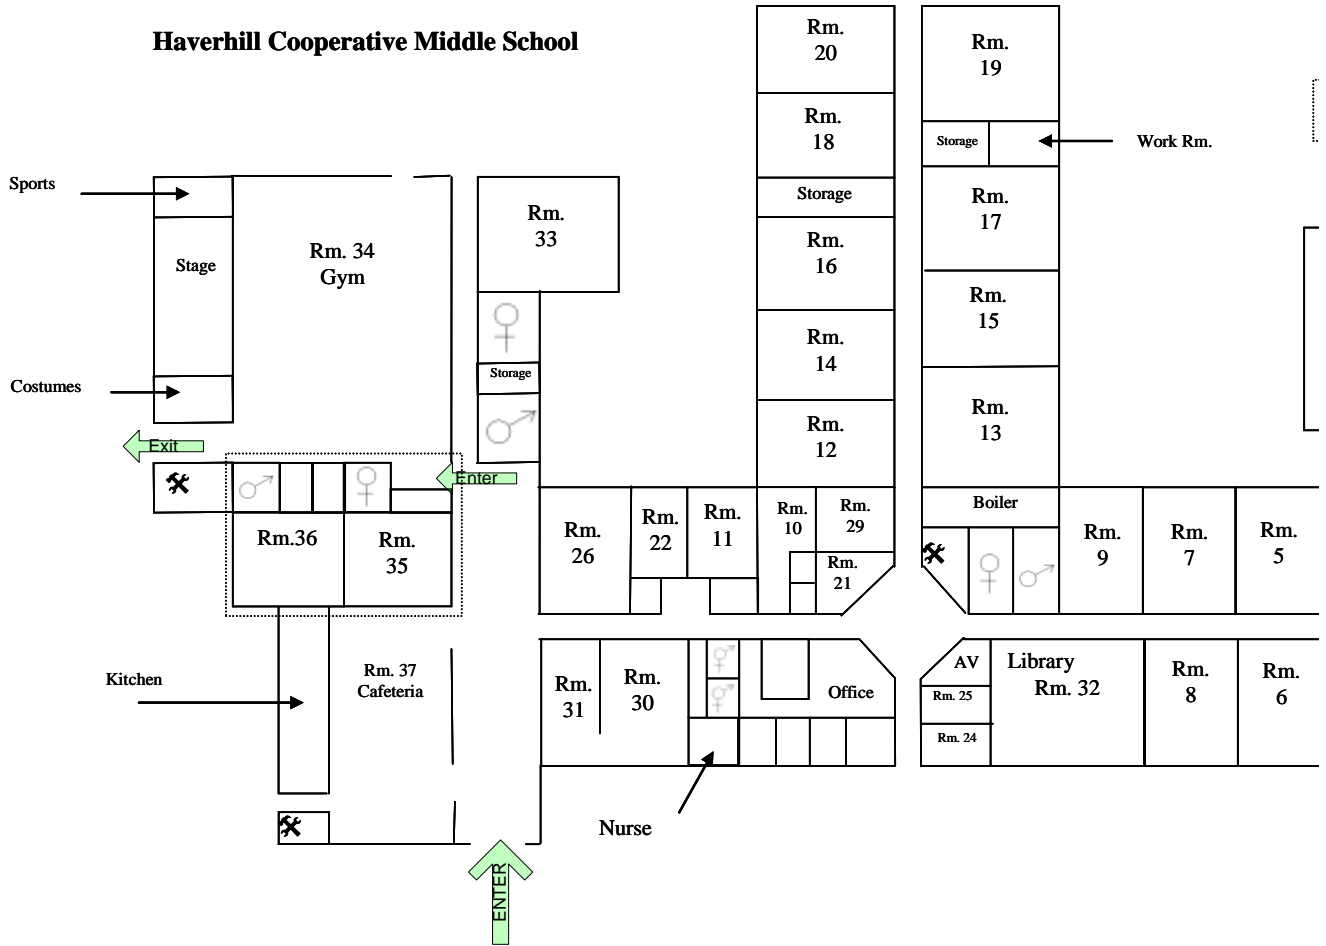 Haverhill Cooperative Middle School
Rm.
20
Rm.
19
Rm.
18
Storage
Work Rm.
Sports
Storage
Rm.
17
Rm.
33
Rm. 34
Gym
Stage
Rm.
16
Rm.
15
Rm.
14
Storage
Costumes
Rm.
12
Rm.
13
Exit
Enter
Rm.36
Rm.
35
Rm.
26
Rm.
22
Rm.
11
Rm.
10
Rm.
29
Rm.
21
Boiler
Rm.
9
Rm.
7
Rm.
5
Kitchen
Rm. 37
Cafeteria
Rm.
31
Rm.
30
Office
AV
Rm. 25
Rm. 24
Library
Rm. 32
Rm.
8
Rm.
6
Nurse
ENTER